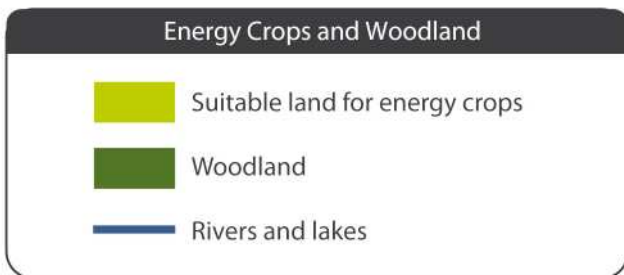 Energy Crops and Woodland
Suitable land for energy crops
Woodland
Rivers and lakes